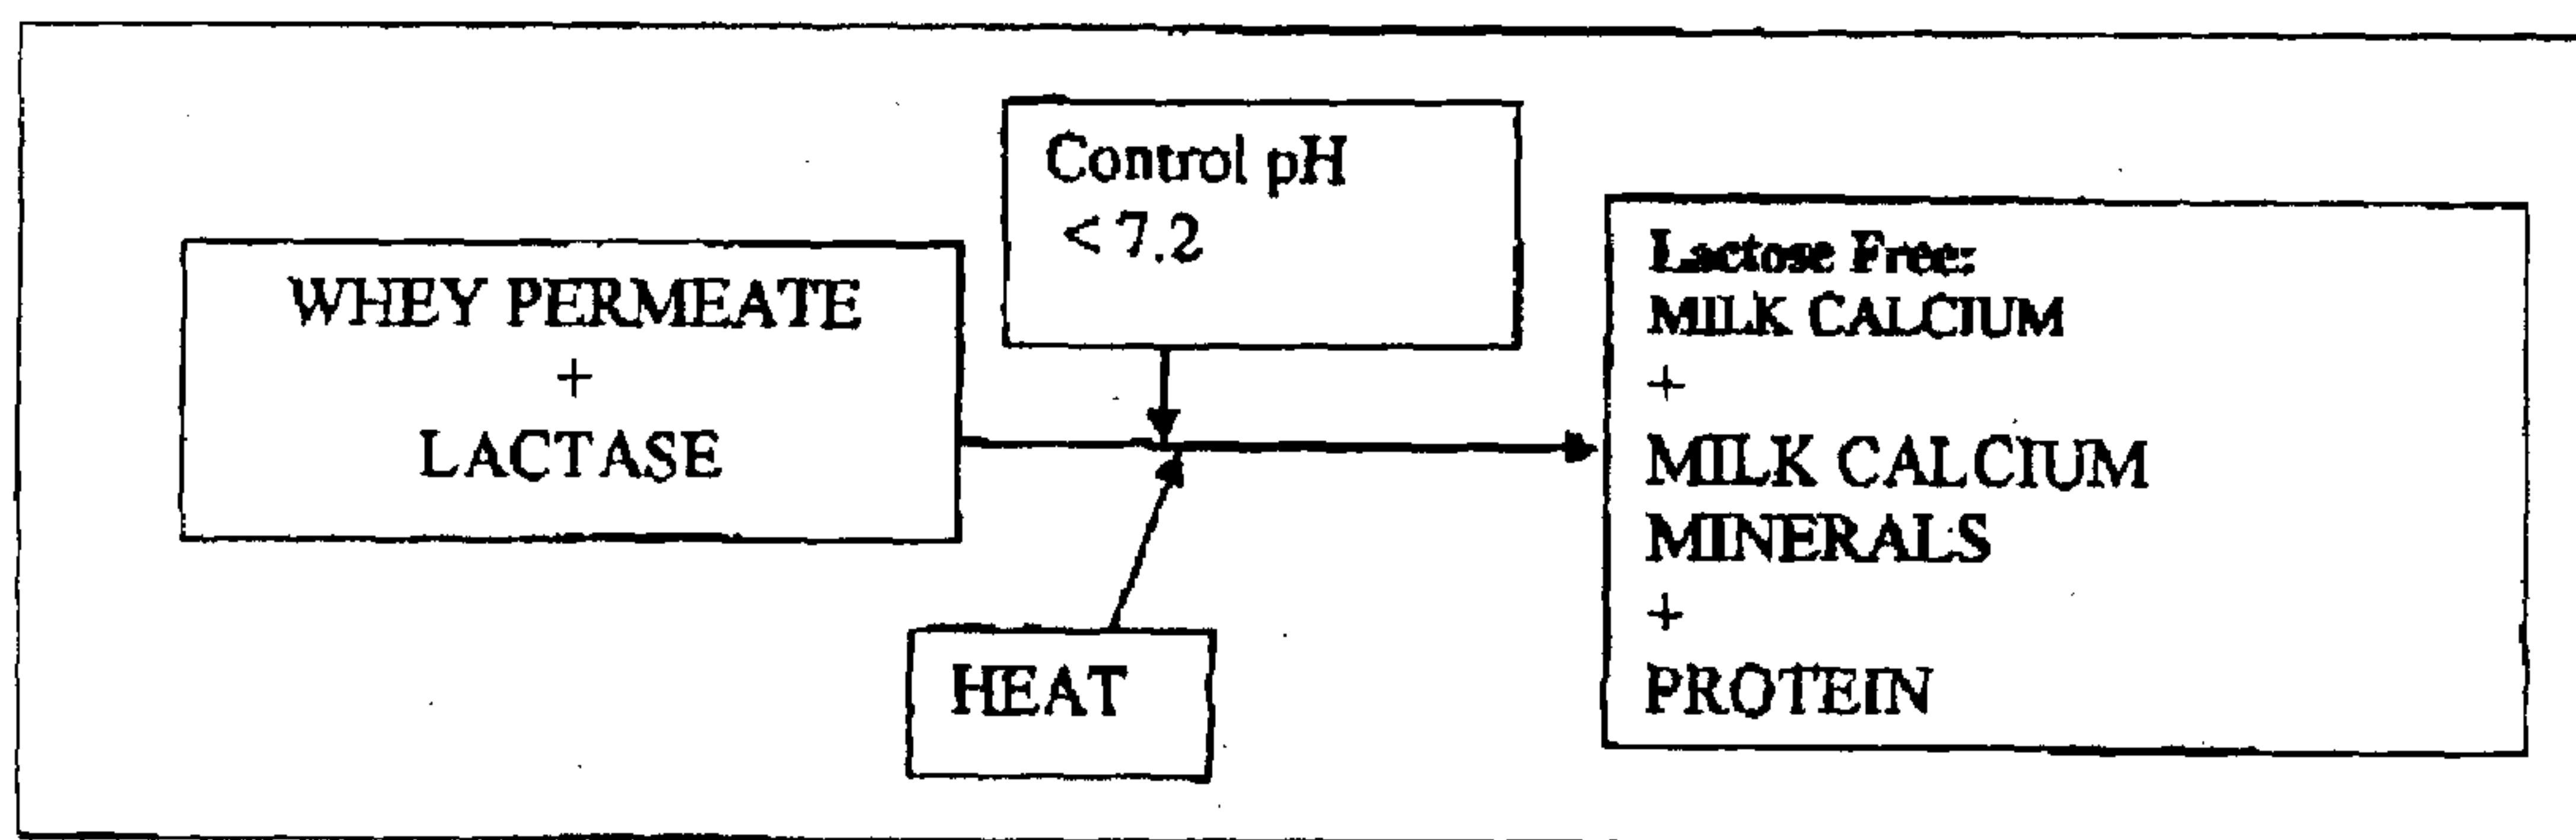 WHEY PERMEATE
+
LACTASE
Control pH
<7.2
HEAT
Lactose Free:
MILK CALCIUM
+
MILK CALCIUM
MINERALS
+
PROTEIN